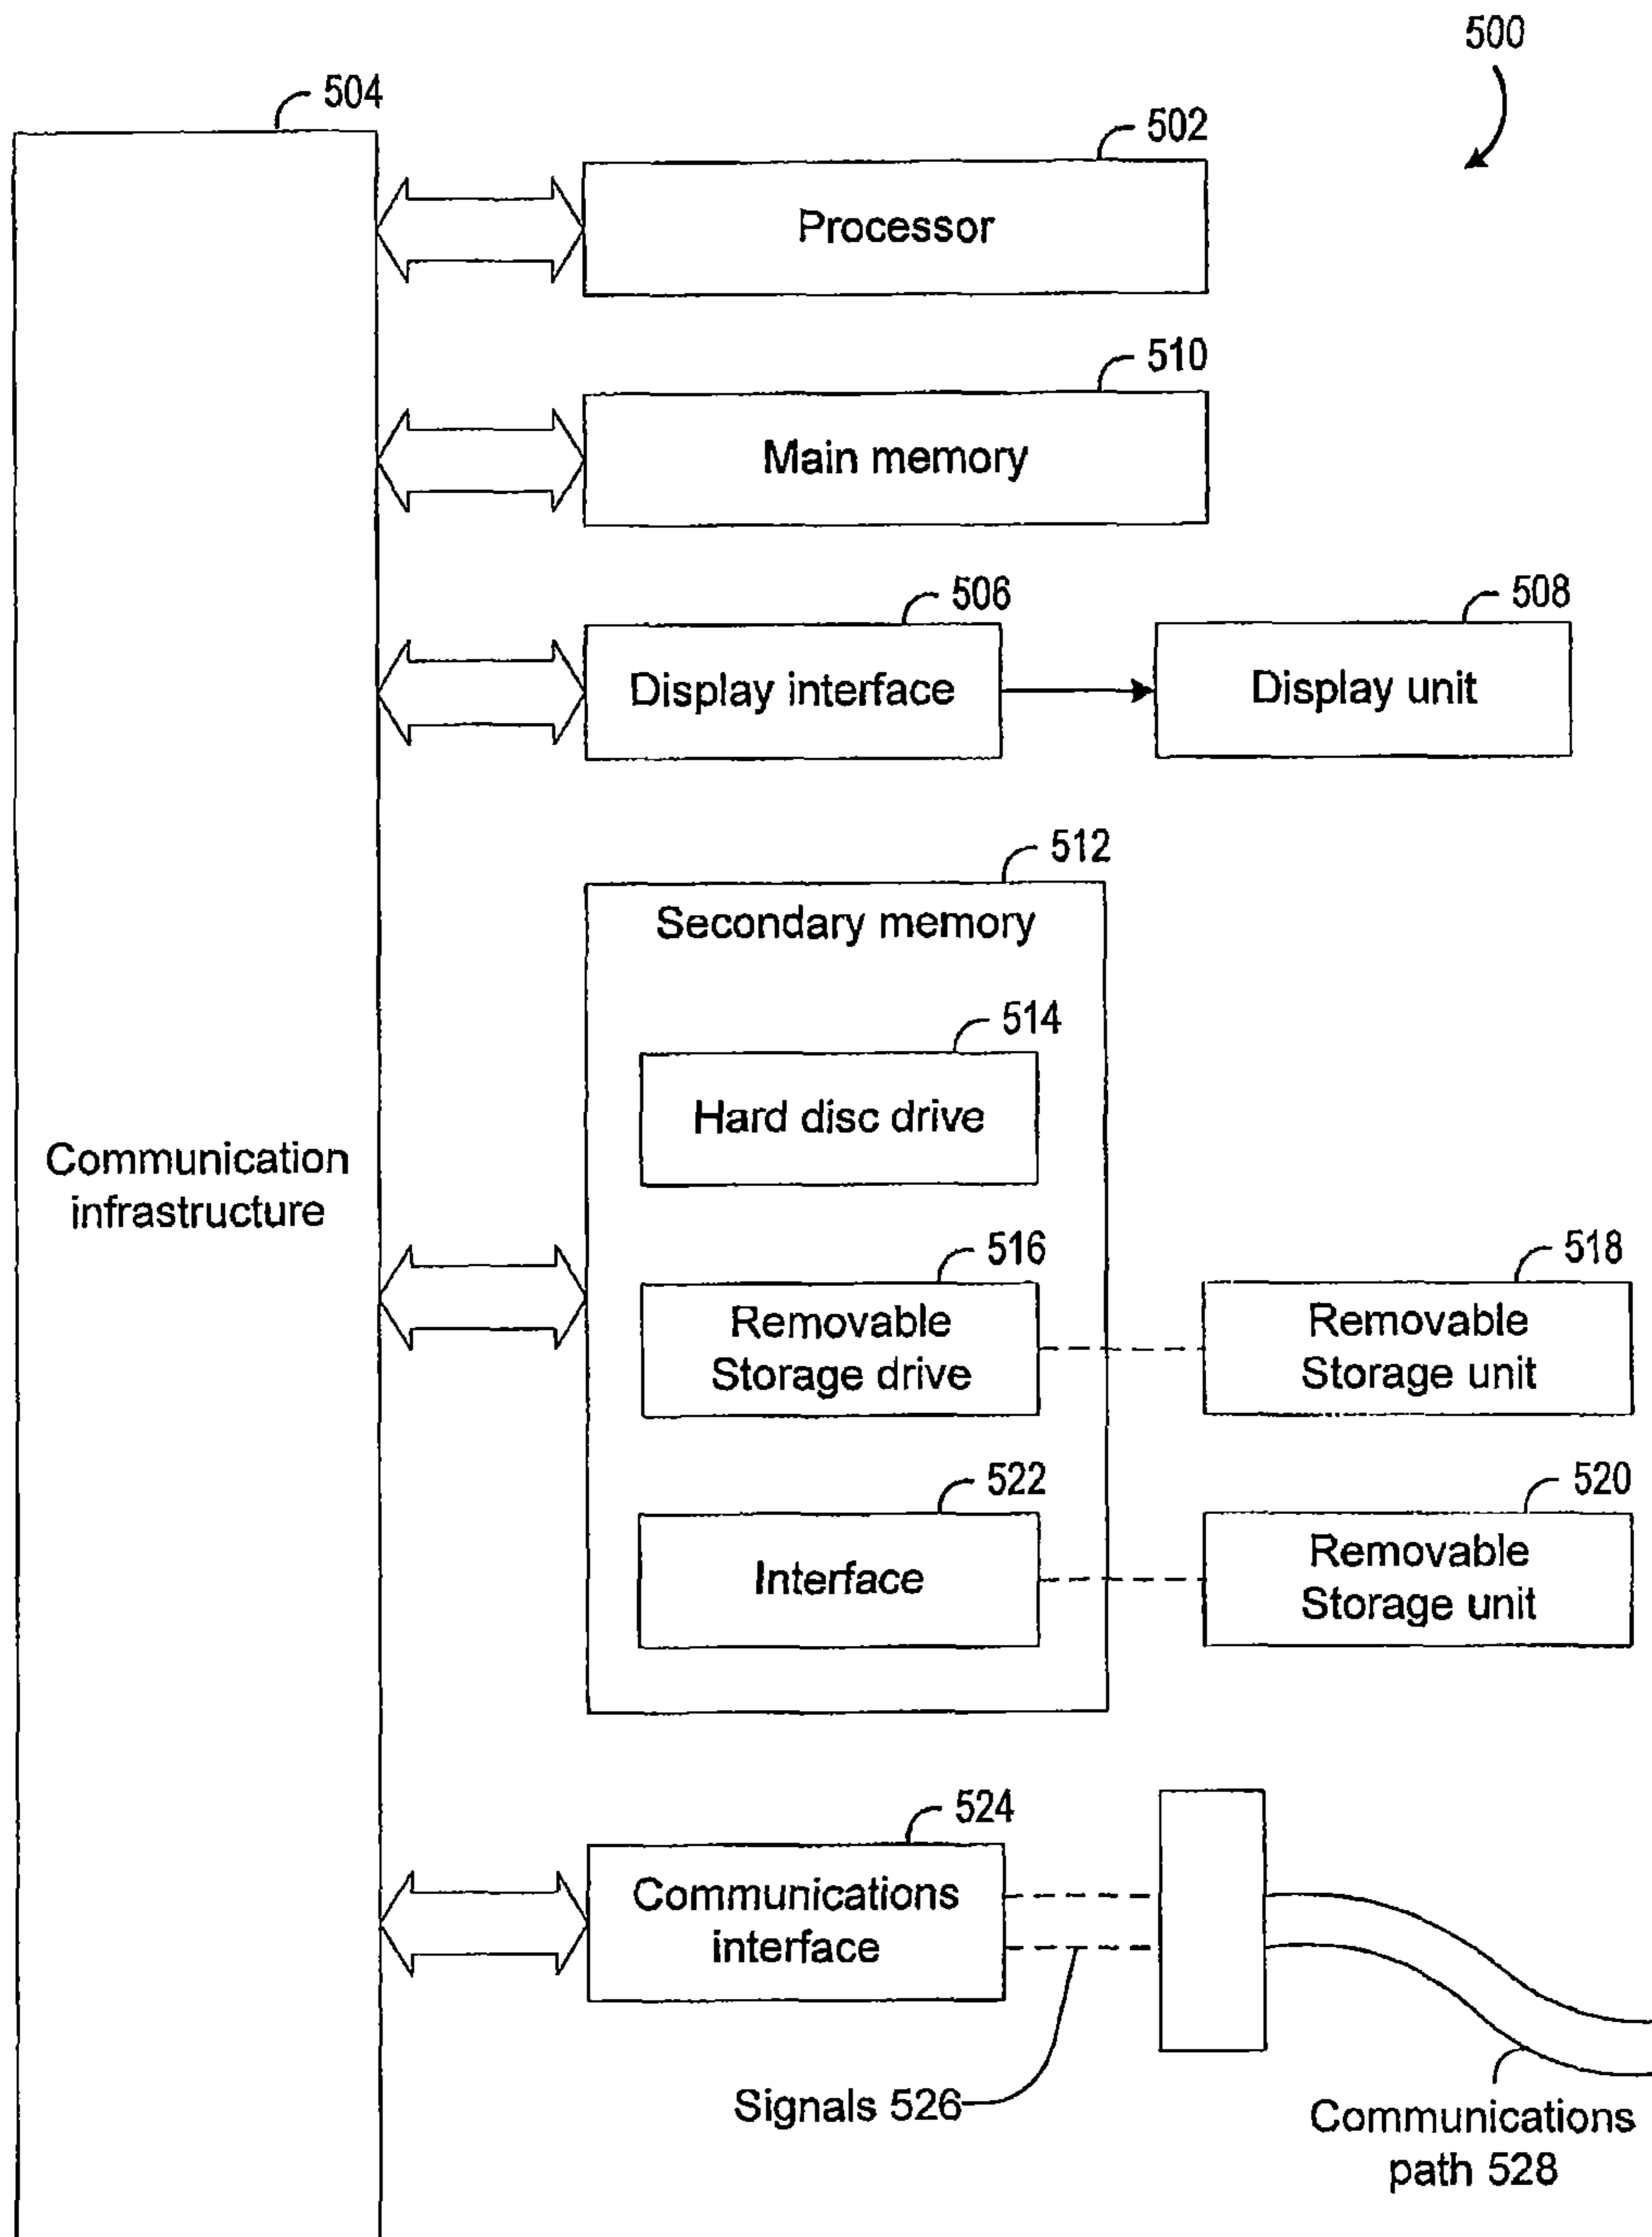 500
504
502
Processor
510
Main memory
506
508
Display interface
Display unit
512
Secondary memory
514
Hard disc drive
Communication
infrastructure
516
518
Removable
Storage drive
Removable
Storage unit
522
520
Interface
Removable
Storage unit
524
Communications
interface
Signals 526
Communications
path 528